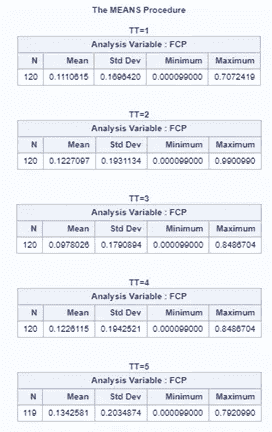 The MEANS Procedure
TT=1
Analysis Variable : FCP
N Mean Std Dev Minimum Maximum
120 0.1110615 0.1696420 0.000099000 0.7072419
TT=2
Analysis Variable : FCP
N Mean Std Dev Minimum Maximum
120 0.1227097 0.1931134 0.000099000 0.9900990
TT=3
Analysis Variable : FCP
N Mean Std Dev Minimum Maximum
120 0.0978026 0.1790894 0.000099000 0.8486704
TT=4
Analysis Variable : FCP
N Mean Std Dev Minimum Maximum
120 0.1226115 0.1942521 0.000099000 0.8486704
TT=5
Analysis Variable : FCP
N Mean Std Dev Minimum Maximum
119 0.1342581 0.2034874 0.000099000 0.7920990